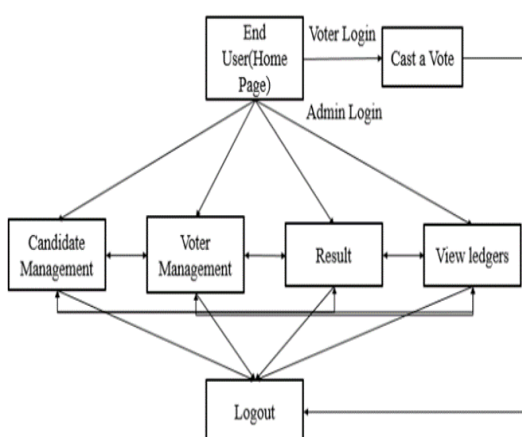 End
User(Home
Page)
Voter Login
Cast a Vote
Admin Login
Candidate
Management
Voter
Management
Result
View ledgers
Logout